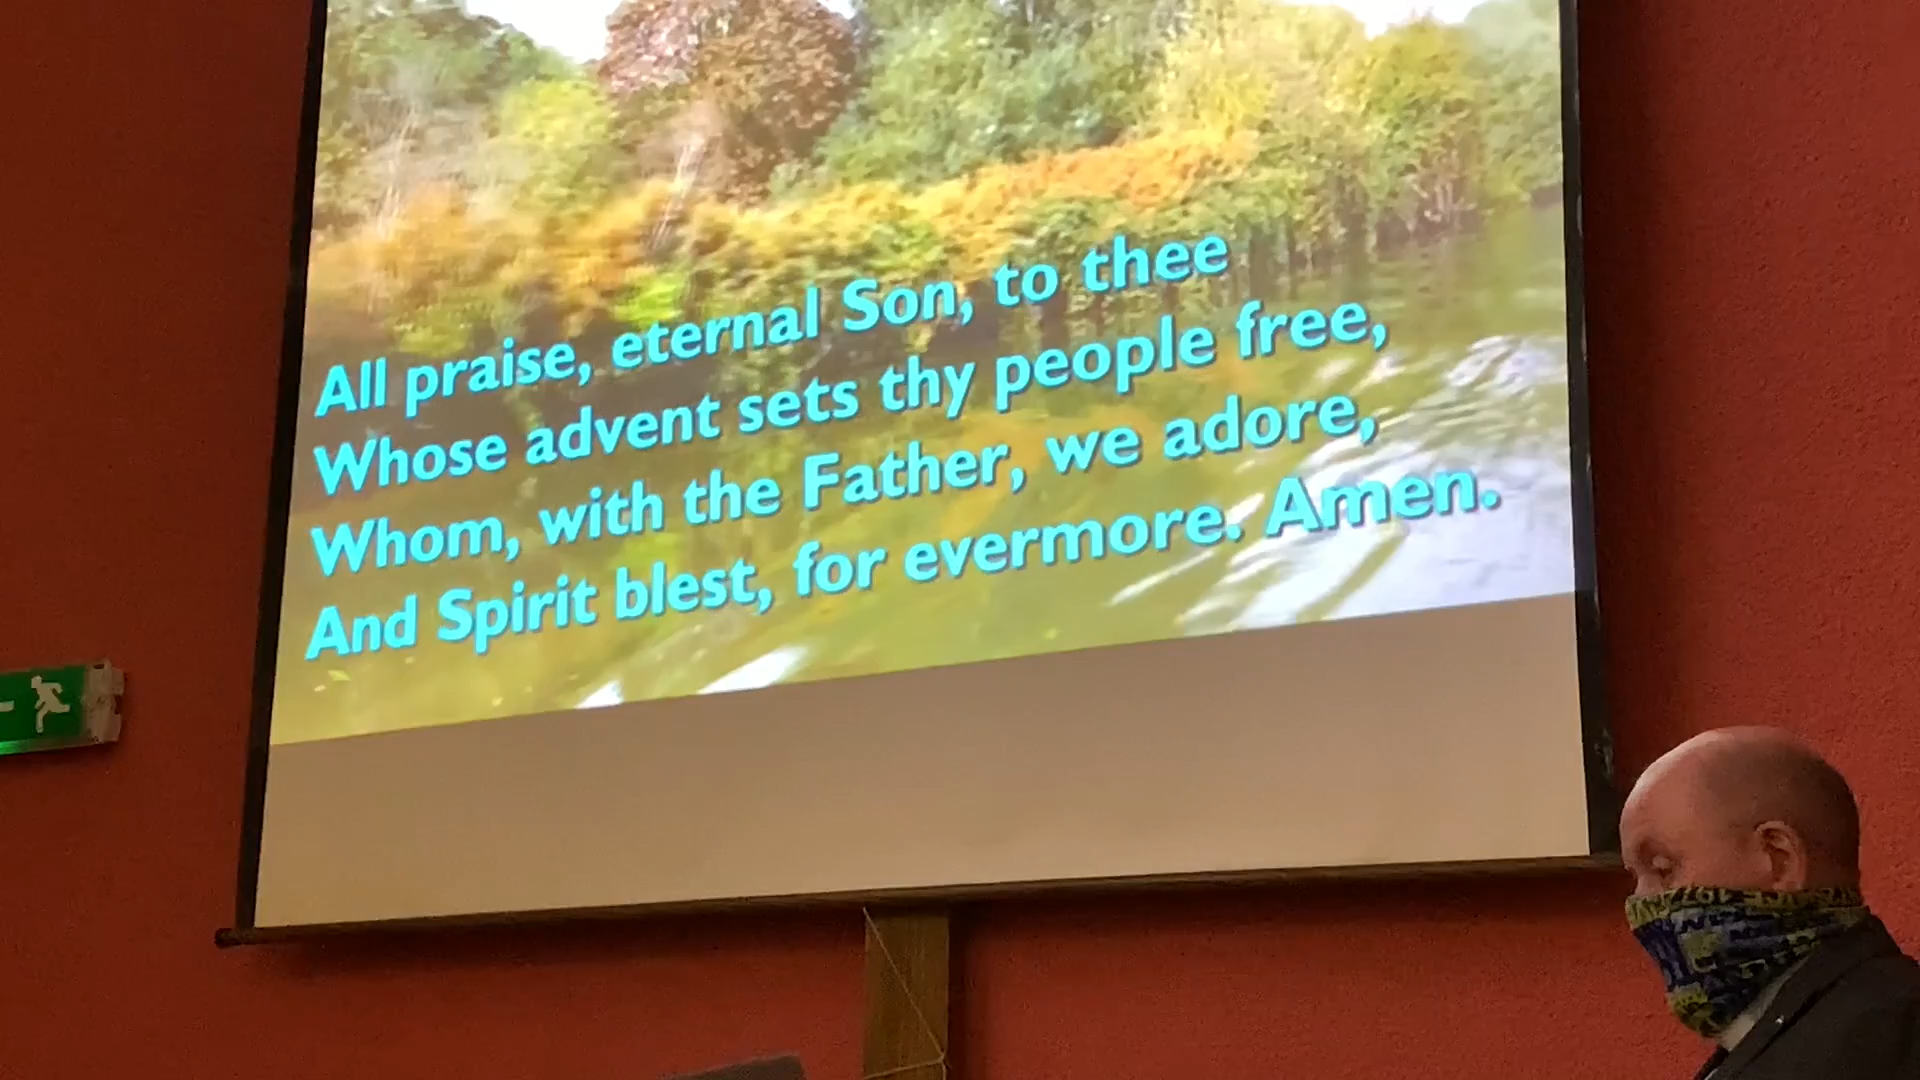 All praise, eternal Son, to thee
Whose advent sets thy people free,
Whom, with the Father, we adore,
And Spirit blest, for evermore. Amen.